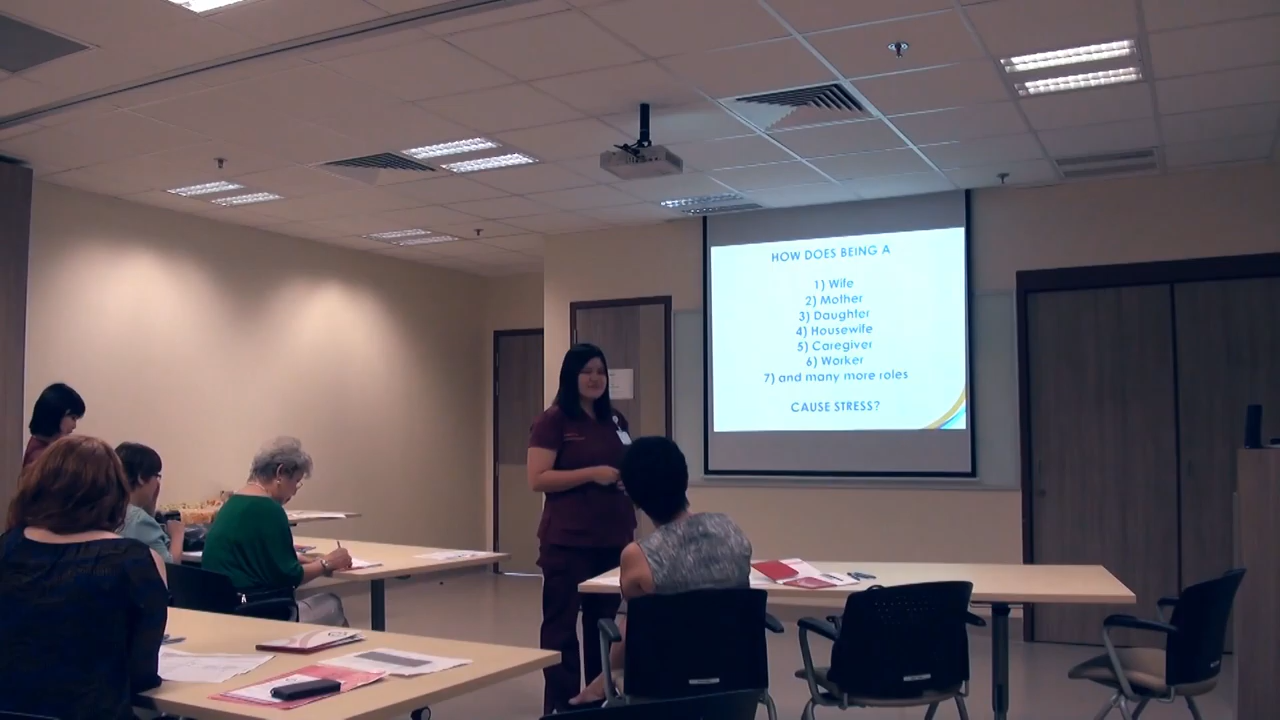 HOW DOES BEING A
1) Wife
2) Mother
3) Daughter
4) Housewife
5) Caregiver
6) Worker
7) and many more roles
CAUSE STRESS?